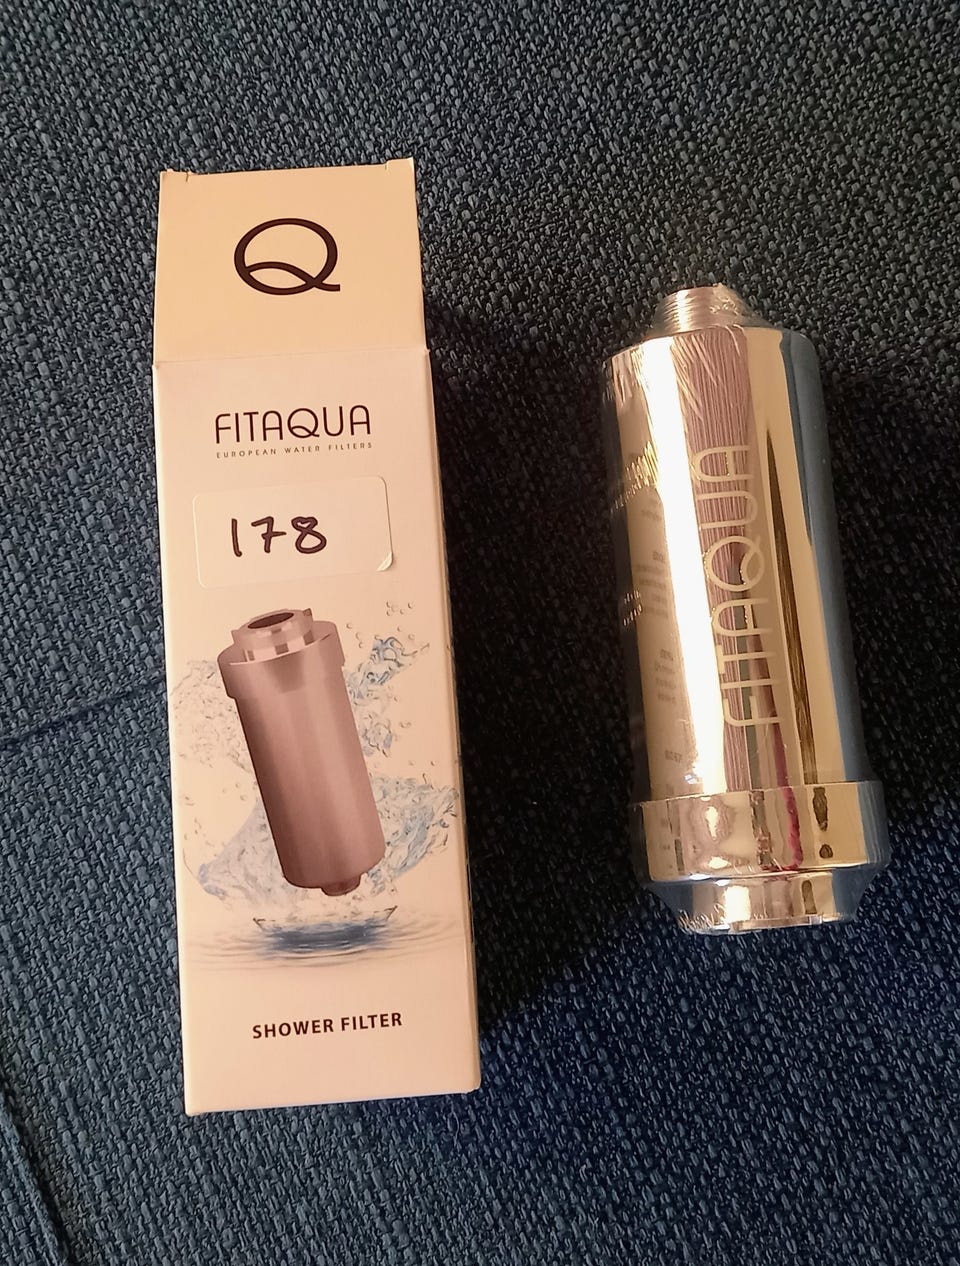 Q
FITAQUA
EUROPEAN WATER FILTERS
178
SHOWER FILTER
FITAQUA